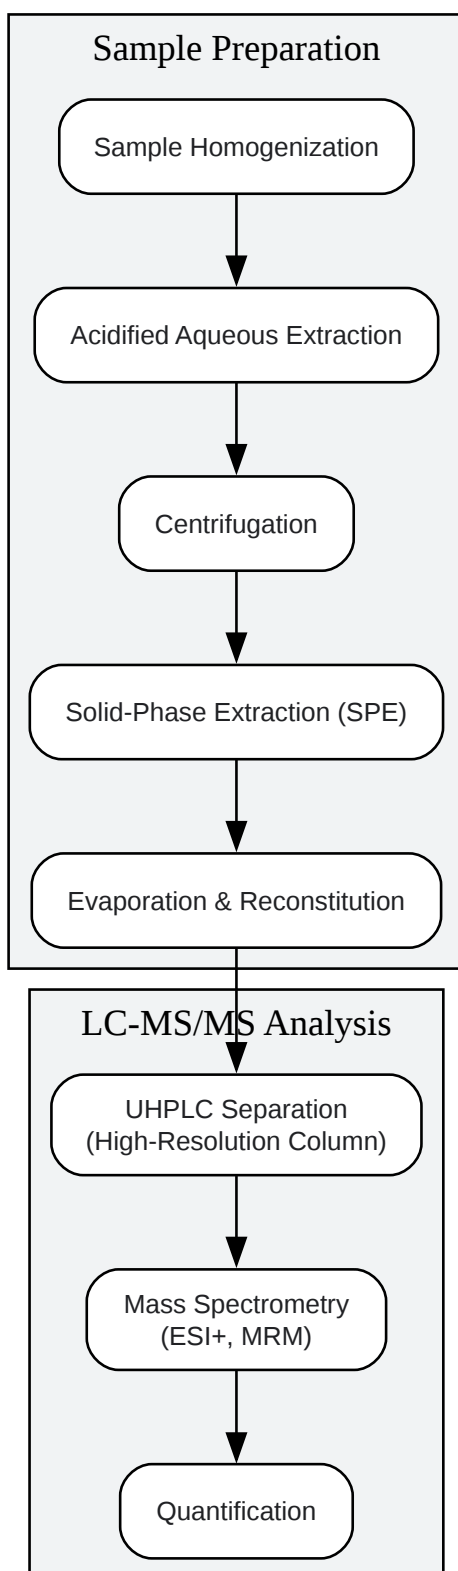 Sample Preparation
Sample Homogenization
Acidified Aqueous Extraction
Centrifugation
Solid-Phase Extraction (SPE)
Evaporation & Reconstitution
LC-MS/MS Analysis
UHPLC Separation
(High-Resolution Column)
Mass Spectrometry
(ESI+, MRM)
Quantification